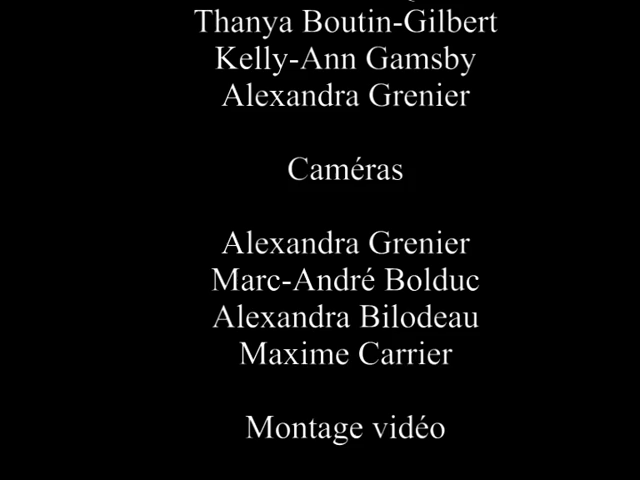 Thanya Boutin-Gilbert
Kelly-Ann Gamsby
Alexandra Grenier
Caméras
Alexandra Grenier
Marc-André Bolduc
Alexandra Bilodeau
Maxime Carrier
Montage vidéo